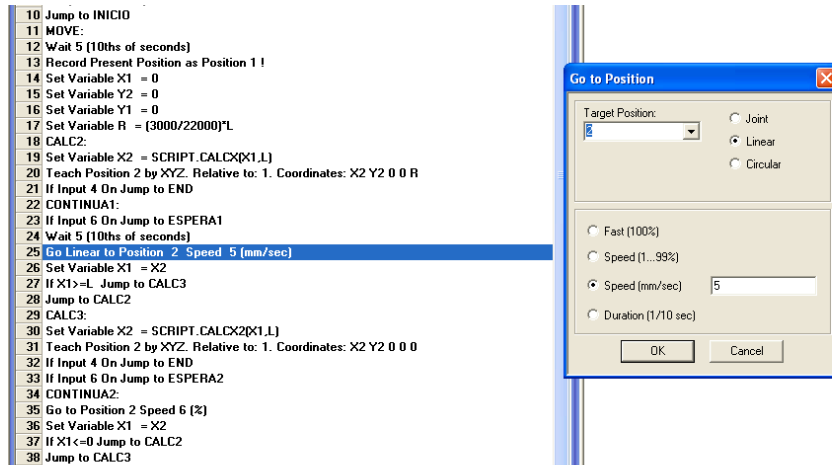 10 Jump to INICIO
11 MOVE:
12 Wait 5 (10ths of seconds)
13 Record Present Position as Position 1 !
14 Set Variable X1 = 0
15 Set Variable Y2 = 0
16 Set Variable Y1 = 0
17 Set Variable R = (3000/22000)*L
18 CALC2:
19 Set Variable X2 = SCRIPT.CALCX(X1,L)
20 Teach Position 2 by XYZ. Relative to: 1. Coordinates: X2 Y2 0 0 R
21 If Input 4 On Jump to END
22 CONTINUA1:
23 If Input 6 On Jump to ESPERA1
24 Wait 5 (10ths of seconds)
25 Go Linear to Position 2 Speed 5 (mm/sec)
26 Set Variable X1 = X2
27 If X1>=L Jump to CALC3
28 Jump to CALC2
29 CALC3:
30 Set Variable X2 = SCRIPT.CALCX2(X1,L)
31 Teach Position 2 by XYZ. Relative to: 1. Coordinates: X2 Y2 0 0 0
32 If Input 4 On Jump to END
33 If Input 6 On Jump to ESPERA2
34 CONTINUA2:
35 Go to Position 2 Speed 6 (%)
36 Set Variable X1 = X2
37 If X1<=0 Jump to CALC2
38 Jump to CALC3
Go to Position
Target Position:
2
Joint
Linear
Circular
Fast (100%)
Speed (1...99%)
Speed (mm/sec) 5
Duration (1/10 sec)
OK Cancel